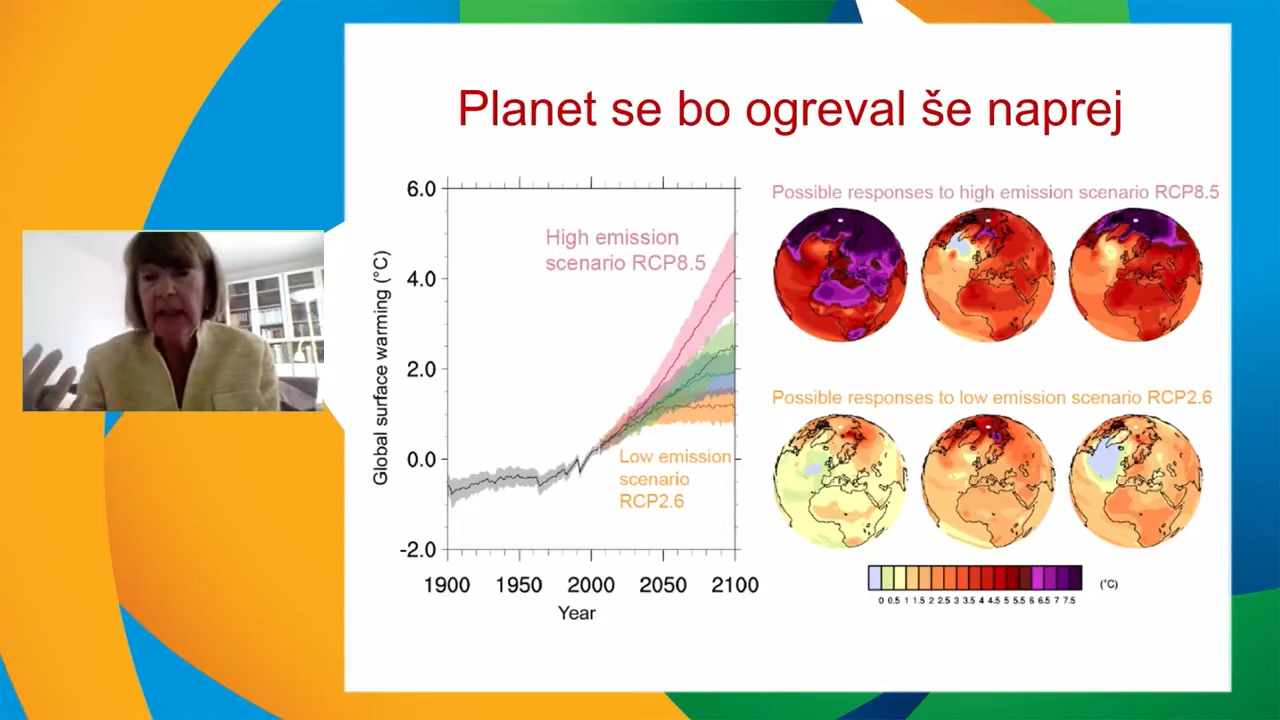 Planet se bo ogreval še naprej
6.0
4.0
2.0
0.0
-2.0
Global surface warming (°C)
High emission
scenario RCP8.5
Low emission
scenario
RCP2.6
1900 1950 2000 2050 2100
Year
Possible responses to high emission scenario RCP8.5
Possible responses to low emission scenario RCP2.6
0 0.5 1 1.5 2 2.5 3 3.5 4 4.5 5 5.5 6 6.5 7 7.5
(°C)